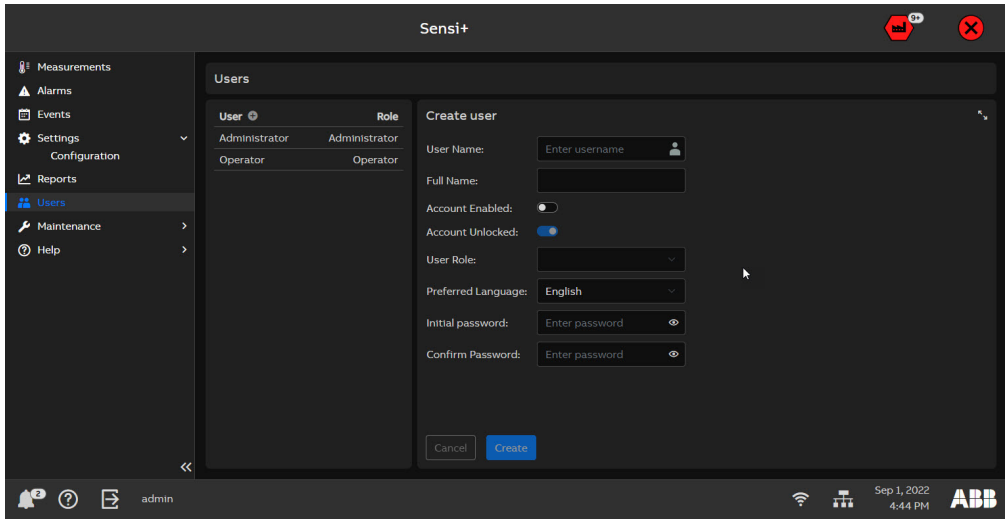 Sensi+
9+
Measurements
Alarms
Events
Settings
Configuration
Reports
Users
Maintenance
Help
Users
User Role
Administrator Administrator
Operator Operator
Create user
User Name: Enter username
Full Name:
Account Enabled:
Account Unlocked:
User Role:
Preferred Language: English
Initial password: Enter password
Confirm Password: Enter password
Cancel Create
2
admin
Sep 1, 2022
4:44 PM
ABB